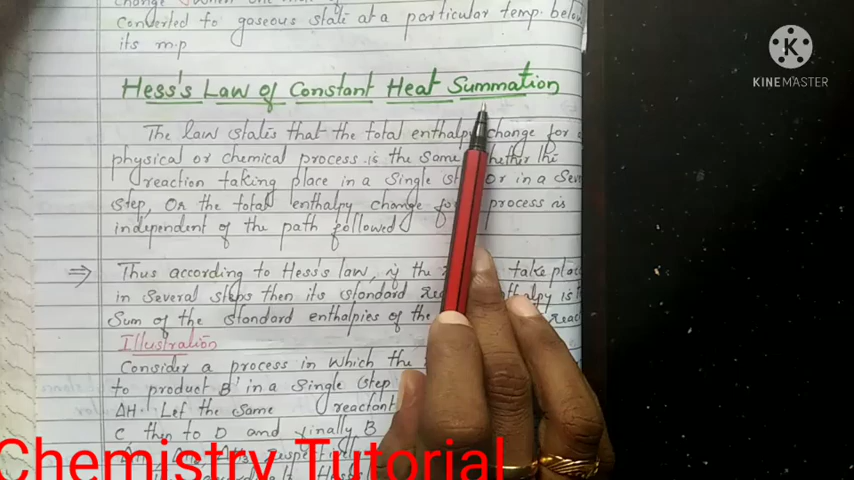 change
converted to gaseous state at a particular temp. below
its m.p
Hess's Law of Constant Heat Summation
The law states that the total enthalpy change for a
physical or chemical process is the same whether the
reaction taking place in a single or in a
step, Or the total enthalpy change process is
independent of the path followed
⇒ Thus according to Hess's law, if the take place
in several steps then its standard enthalpy is
Sum of the standard enthalpies of the
Illustration
Consider a process in which the
to product B in a single step
ΔH. Let the same reactant
C, then to D and finally B
respective
Chemistry Tutorial
KINEMASTER